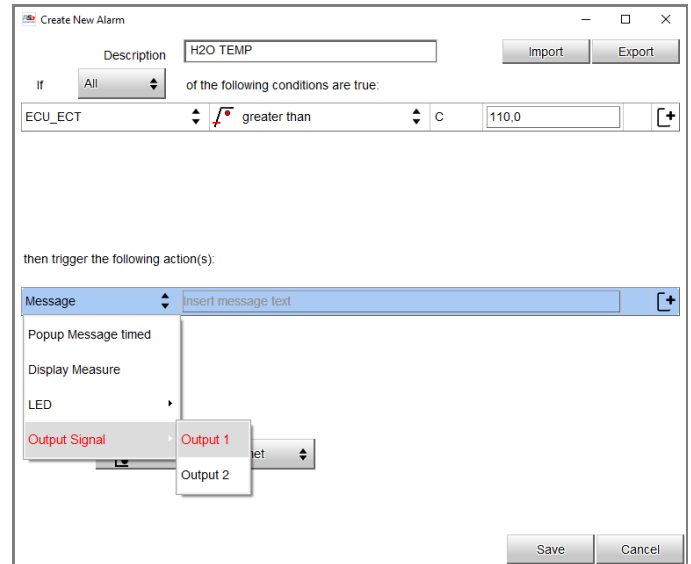 Create New Alarm
Description H2O TEMP Import Export
If All of the following conditions are true:
ECU_ECT greater than C 110,0
then trigger the following action(s):
Message Insert message text
Popup Message timed
Display Measure
LED
Output Signal Output 1
Output 2
Save Cancel